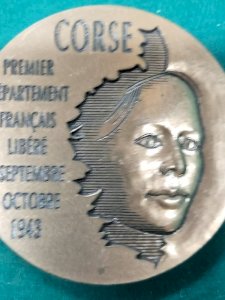 CORSE
PREMIER
DÉPARTEMENT
FRANÇAIS
LIBÉRÉ
SEPTEMBRE
OCTOBRE
1943